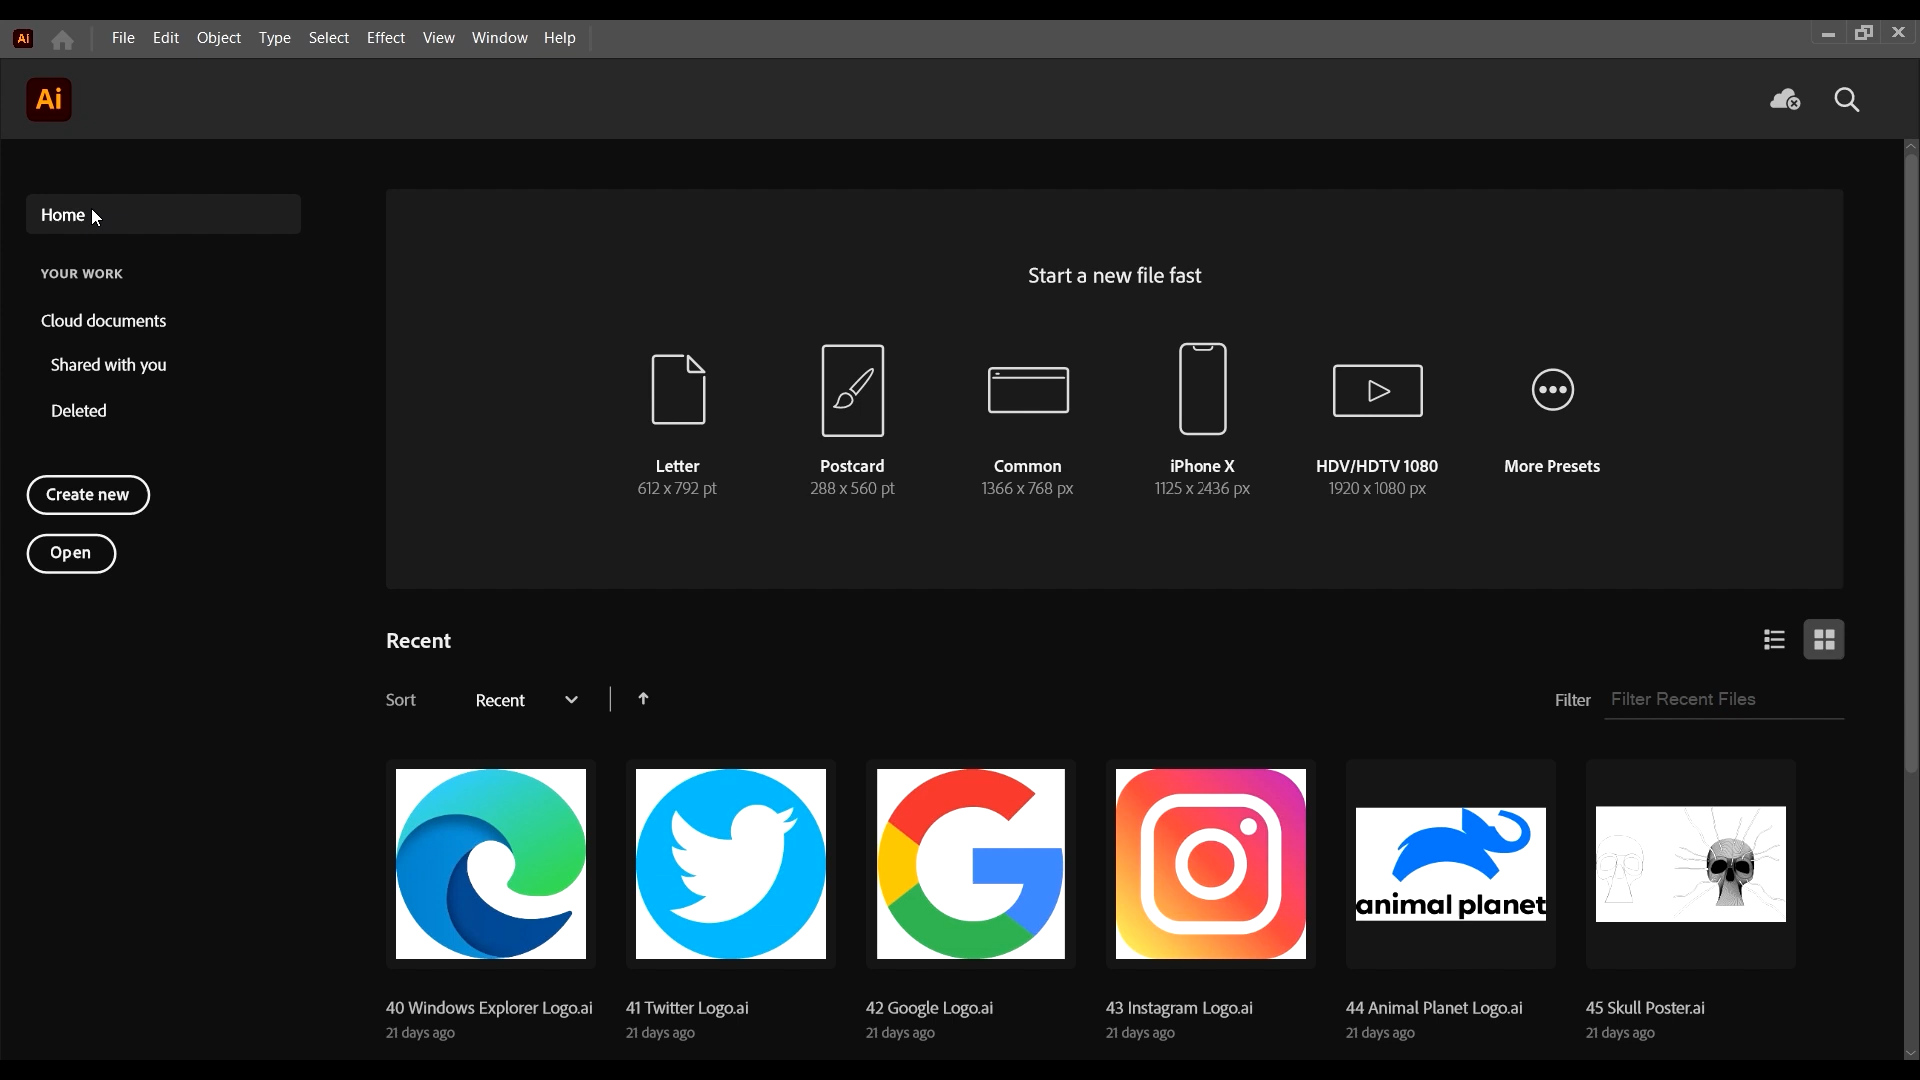 Ai File Edit Object Type Select Effect View Window Help
Ai
Home
YOUR WORK
Cloud documents
Shared with you
Deleted
Create new
Open
Start a new file fast
Letter Postcard Common iPhone X HDV/HDTV 1080 More Presets
612 x 792 pt 288 x 560 pt 1366 x 768 px 1125 x 2436 px 1920 x 1080 px
Recent
Sort Recent Filter Filter Recent Files
animal planet
40 Windows Explorer Logo.ai 41 Twitter Logo.ai 42 Google Logo.ai 43 Instagram Logo.ai 44 Animal Planet Logo.ai 45 Skull Poster.ai
21 days ago 21 days ago 21 days ago 21 days ago 21 days ago 21 days ago